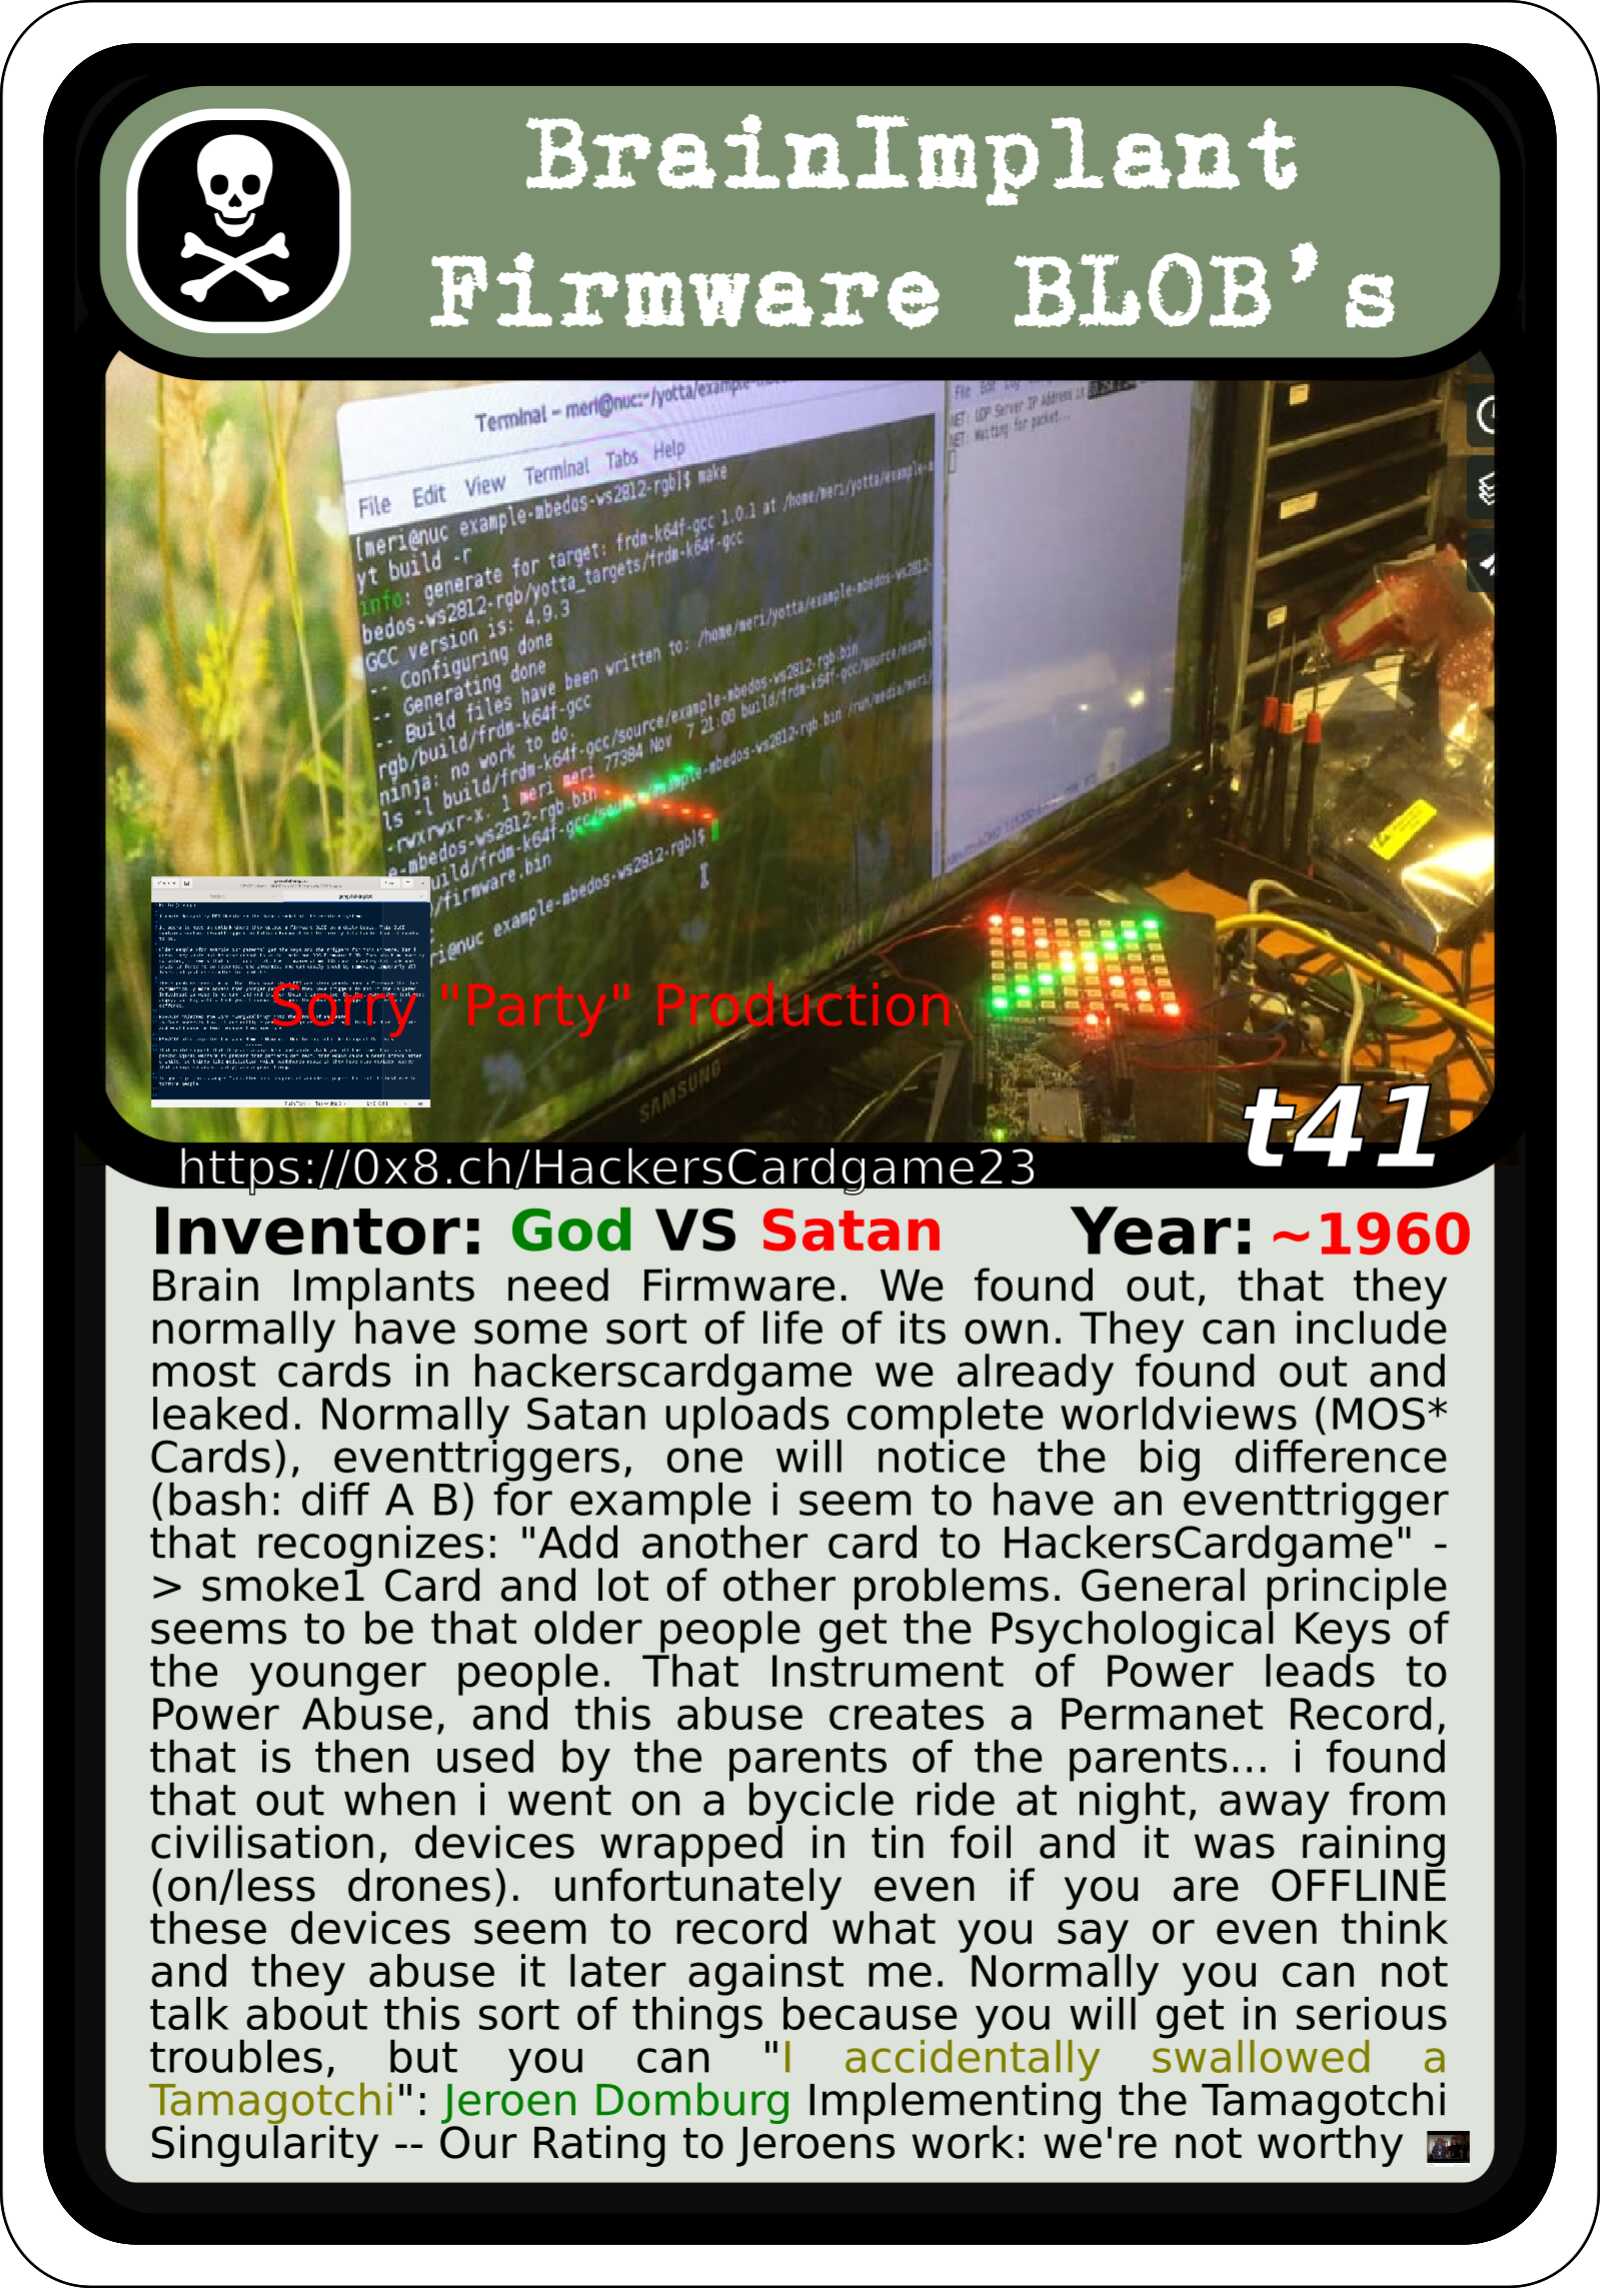 BrainImplant
Firmware BLOB's
Terminal - meri@nuc:~/yotta/example-
File Edit View Terminal Tabs Help
[meri@nuc example-mbedos-ws2812-rgb]$ make
yt build -r
info: generate for target: frdm-k64f-gcc 1.0.1 at /home/meri/yotta/example-
bedos-ws2812-rgb/yotta_targets/frdm-k64f-gcc
GCC version is: 4.9.3
-- Configuring done
-- Generating done
-- Build files have been written to: /home/meri/yotta/example-mbedos-ws2812-
rgb/build/frdm-k64f-gcc
ninja: no work to do.
ls -l build/frdm-k64f-gcc/source/example-mbedos-ws2812-rgb.bin
-rwxrwxr-x. 1 meri meri 77384 Nov 7 21:00 build/frdm-k64f-gcc/source/exampl
e-mbedos-ws2812-rgb.bin
uild/frdm-k64f-gcc/source/example-mbedos-ws2812-rgb.bin /run/media/meri/
/firmware.bin
ri@nuc example-mbedos-ws2812-rgb]$
File Edit Log
NET: UDP Server IP Address is
NET: Waiting for packet...
Sorry "Party" Production
SAMSUNG
t41
https://0x8.ch/HackersCardgame23
Inventor: God VS Satan Year: ~1960
Brain Implants need Firmware. We found out, that they
normally have some sort of life of its own. They can include
most cards in hackerscardgame we already found out and
leaked. Normally Satan uploads complete worldviews (MOS*
Cards), eventtriggers, one will notice the big difference
(bash: diff A B) for example i seem to have an eventtrigger
that recognizes: "Add another card to HackersCardgame" -
> smoke1 Card and lot of other problems. General principle
seems to be that older people get the Psychological Keys of
the younger people. That Instrument of Power leads to
Power Abuse, and this abuse creates a Permanet Record,
that is then used by the parents of the parents... i found
that out when i went on a bycicle ride at night, away from
civilisation, devices wrapped in tin foil and it was raining
(on/less drones). unfortunately even if you are OFFLINE
these devices seem to record what you say or even think
and they abuse it later against me. Normally you can not
talk about this sort of things because you will get in serious
troubles, but you can "I accidentally swallowed a
Tamagotchi": Jeroen Domburg Implementing the Tamagotchi
Singularity -- Our Rating to Jeroens work: we're not worthy